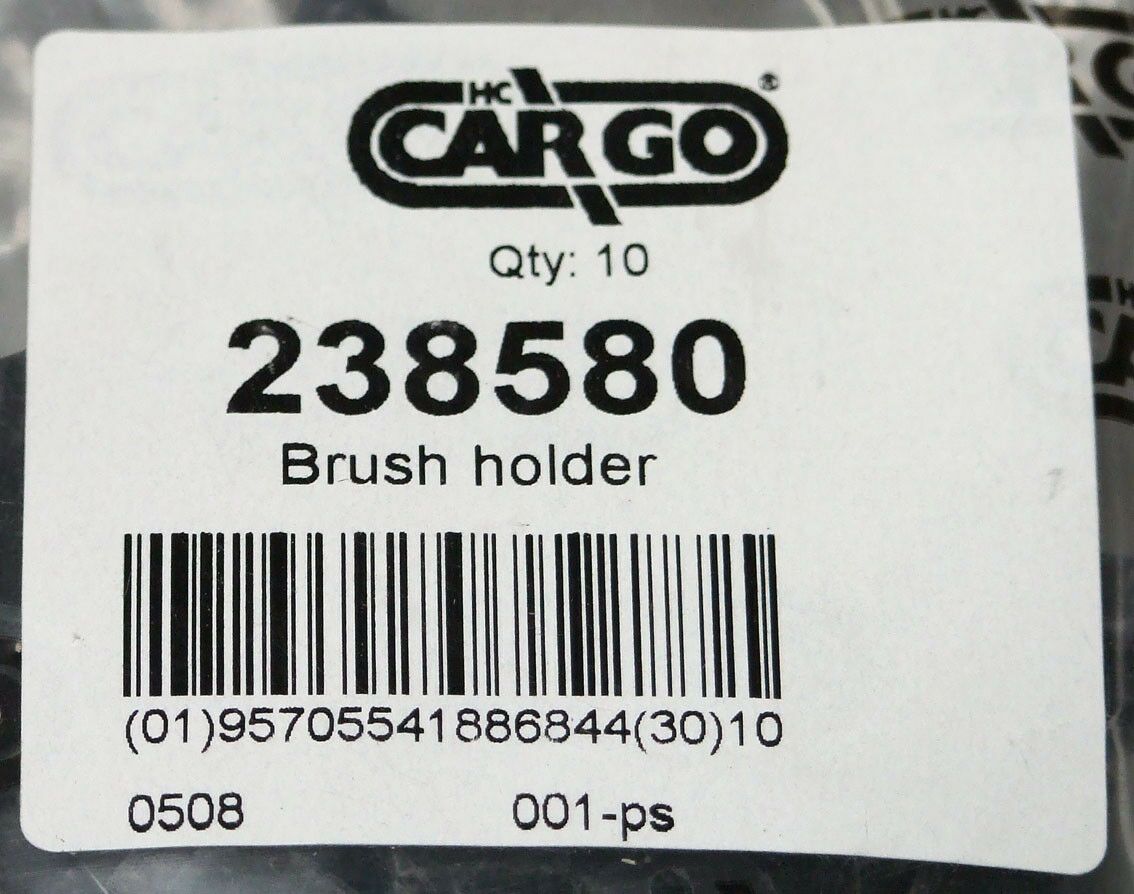 HC
CARGO®
Qty: 10
238580
Brush holder
(01)95705541886844(30)10
0508 001-ps